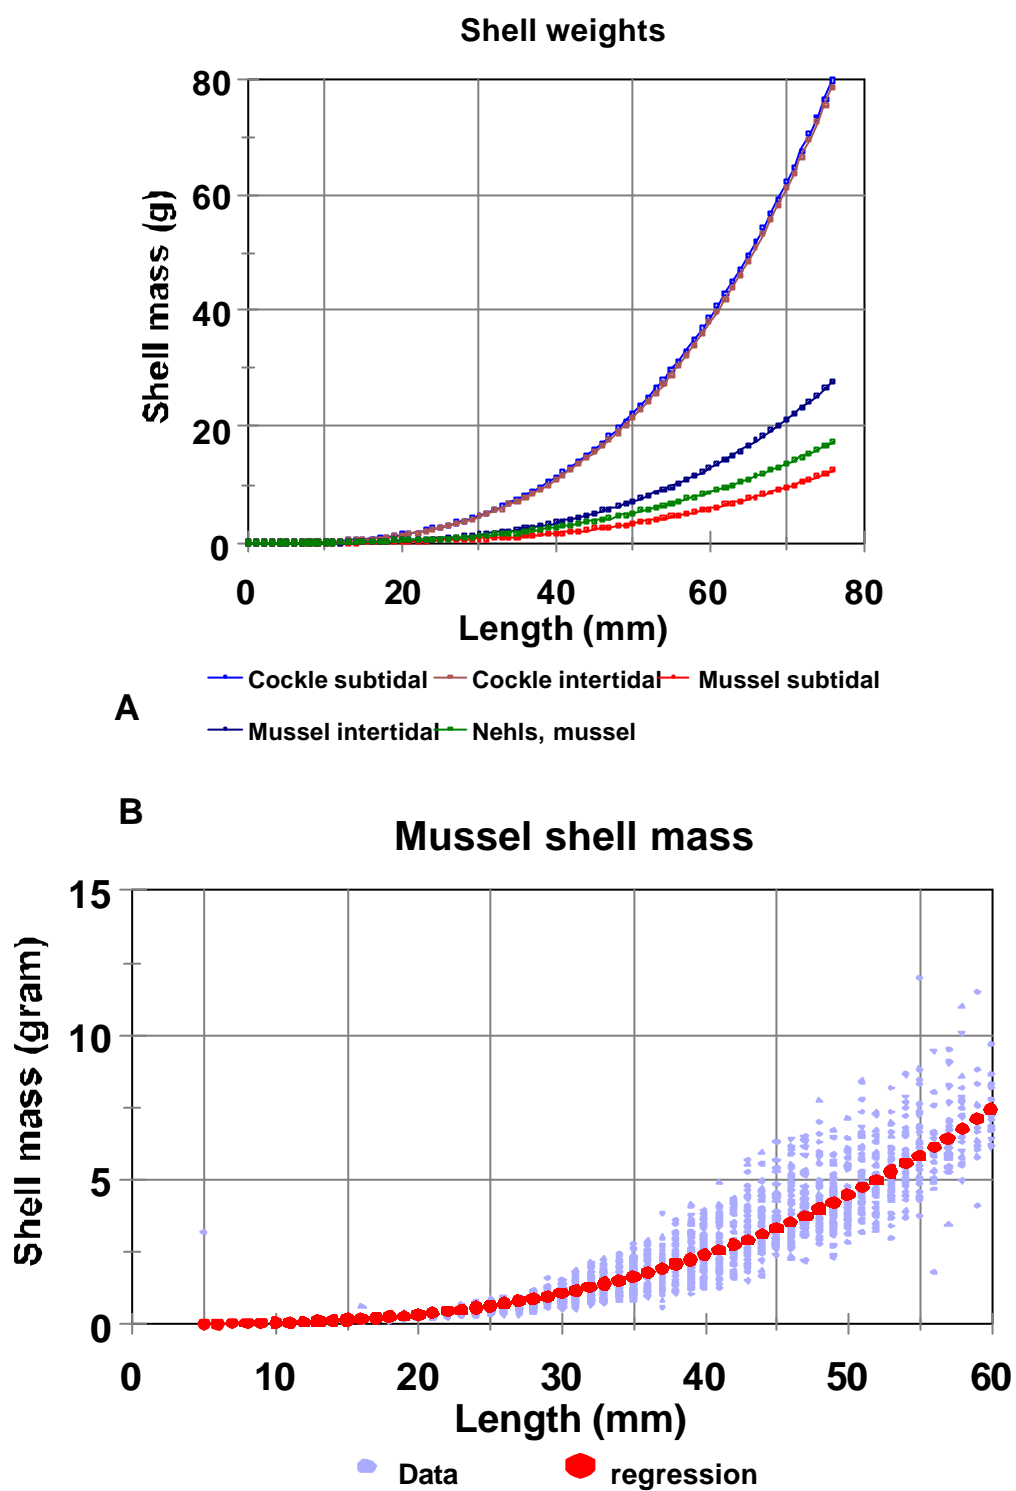 Shell weights
80
60
40
20
0
Shell mass (g)
0 20 40 60 80
Length (mm)
Cockle subtidal Cockle intertidal Mussel subtidal
A
Mussel intertidal Nehls, mussel
B
Mussel shell mass
15
10
5
0
Shell mass (gram)
0 10 20 30 40 50 60
Length (mm)
Data regression